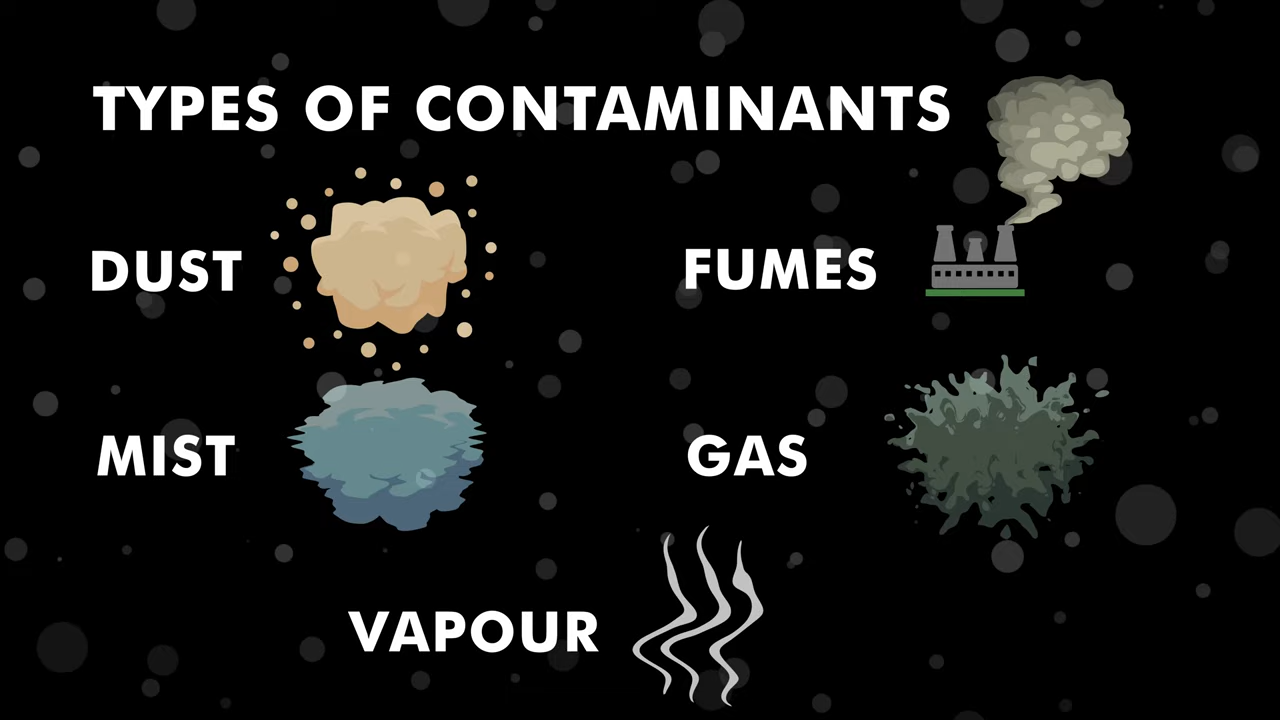 TYPES OF CONTAMINANTS
DUST
FUMES
MIST
GAS
VAPOUR